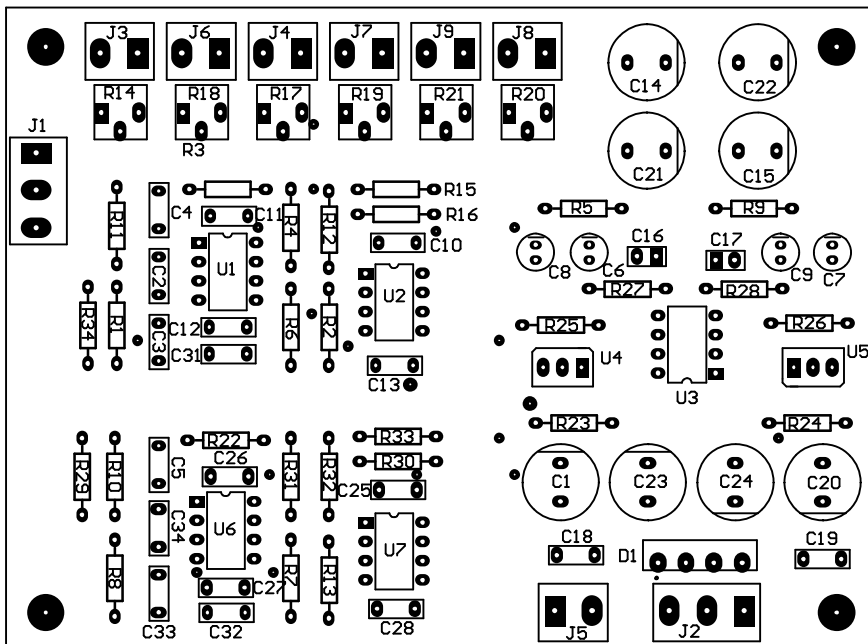 J3 J6 J4 J7 J9 J8
R14 R18 R17 R19 R21 R20
C14 C22
J1
R3
C21 C15
R11 C4 C11 R4 R12 R15
R16
C10
R5 R9
C16 C17
C8 C6 C9 C7
C2 U1 U2
R27 R28
R34 R1 C3 C12 R6 R2
C31
R25 R26
U4 U5
C13
U3
R23 R24
R22 R33
C26 R30
R29 R10 C5 R31 R32
C25
C1 C23 C24 C20
C34 U6 U7
C18 D1 C19
R8 C27 R7 R13
C33 C32 C28
J5 J2